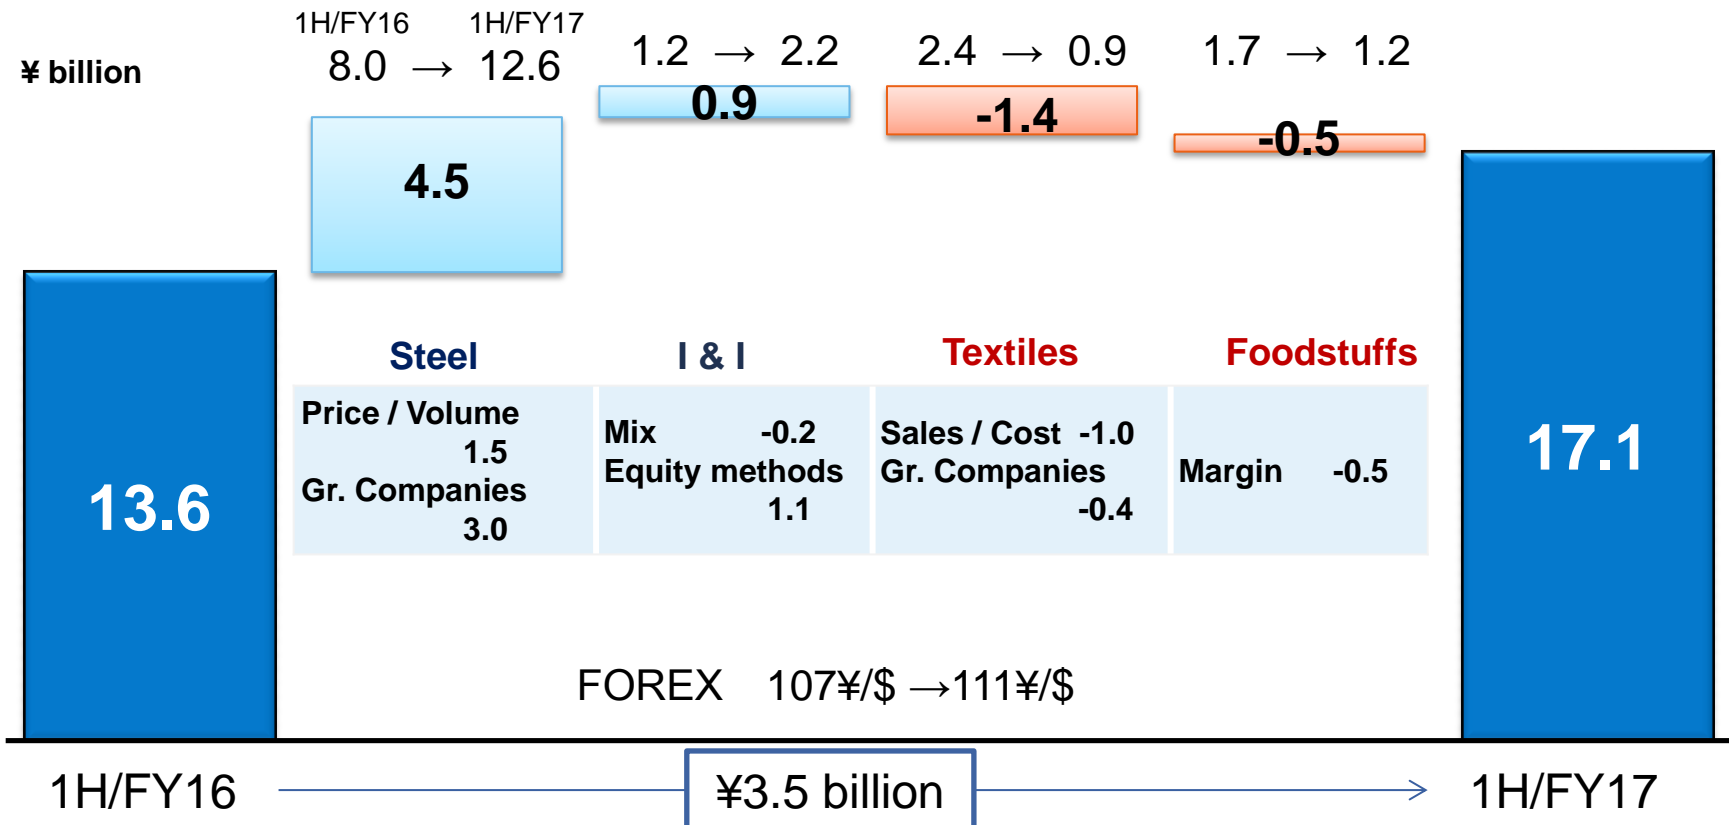 ¥ billion
1H/FY16 1H/FY17
8.0 → 12.6
1.2 → 2.2
2.4 → 0.9
1.7 → 1.2
4.5
0.9
-1.4
-0.5
13.6
17.1
Steel
I & I
Textiles
Foodstuffs
Price / Volume
1.5
Gr. Companies
3.0
Mix -0.2
Equity methods
1.1
Sales / Cost -1.0
Gr. Companies
-0.4
Margin -0.5
FOREX 107¥/$ →111¥/$
1H/FY16
¥3.5 billion
1H/FY17